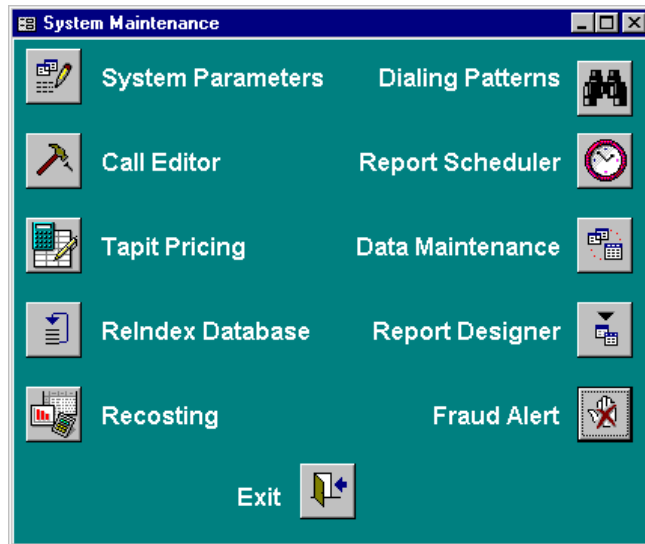 System Maintenance
System Parameters
Dialing Patterns
Call Editor
Report Scheduler
Tapit Pricing
Data Maintenance
ReIndex Database
Report Designer
Recosting
Fraud Alert
Exit